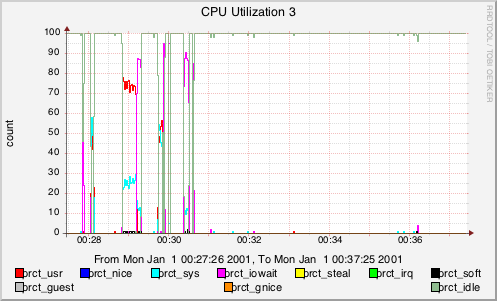 CPU Utilization 3
RRDTOOL / TOBI OETIKER
count
100
90
80
70
60
50
40
30
20
10
0
00:28 00:30 00:32 00:34 00:36
From Mon Jan 1 00:27:26 2001, To Mon Jan 1 00:37:25 2001
prct_usr prct_nice prct_sys prct_iowait prct_steal prct_irq prct_soft
prct_guest prct_gnice prct_idle